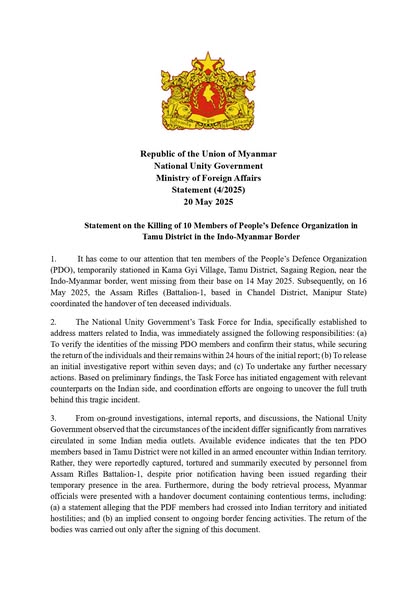 Republic of the Union of Myanmar
National Unity Government
Ministry of Foreign Affairs
Statement (4/2025)
20 May 2025
Statement on the Killing of 10 Members of People's Defence Organization in
Tamu District in the Indo-Myanmar Border
1. It has come to our attention that ten members of the People's Defence Organization
(PDO), temporarily stationed in Kama Gyi Village, Tamu District, Sagaing Region, near the
Indo-Myanmar border, went missing from their base on 14 May 2025. Subsequently, on 16
May 2025, the Assam Rifles (Battalion-1, based in Chandel District, Manipur State)
coordinated the handover of ten deceased individuals.
2. The National Unity Government's Task Force for India, specifically established to
address matters related to India, was immediately assigned the following responsibilities: (a)
To verify the identities of the missing PDO members and confirm their status, while securing
the return of the individuals and their remains within 24 hours of the initial report; (b) To release
an initial investigative report within seven days; and (c) To undertake any further necessary
actions. Based on preliminary findings, the Task Force has initiated engagement with relevant
counterparts on the Indian side, and coordination efforts are ongoing to uncover the full truth
behind this tragic incident.
3. From on-ground investigations, internal reports, and discussions, the National Unity
Government observed that the circumstances of the incident differ significantly from narratives
circulated in some Indian media outlets. Available evidence indicates that the ten PDO
members based in Tamu District were not killed in an armed encounter within Indian territory.
Rather, they were reportedly captured, tortured and summarily executed by personnel from
Assam Rifles Battalion-1, despite prior notification having been issued regarding their
temporary presence in the area. Furthermore, during the body retrieval process, Myanmar
officials were presented with a handover document containing contentious terms, including:
(a) a statement alleging that the PDF members had crossed into Indian territory and initiated
hostilities; and (b) an implied consent to ongoing border fencing activities. The return of the
bodies was carried out only after the signing of this document.